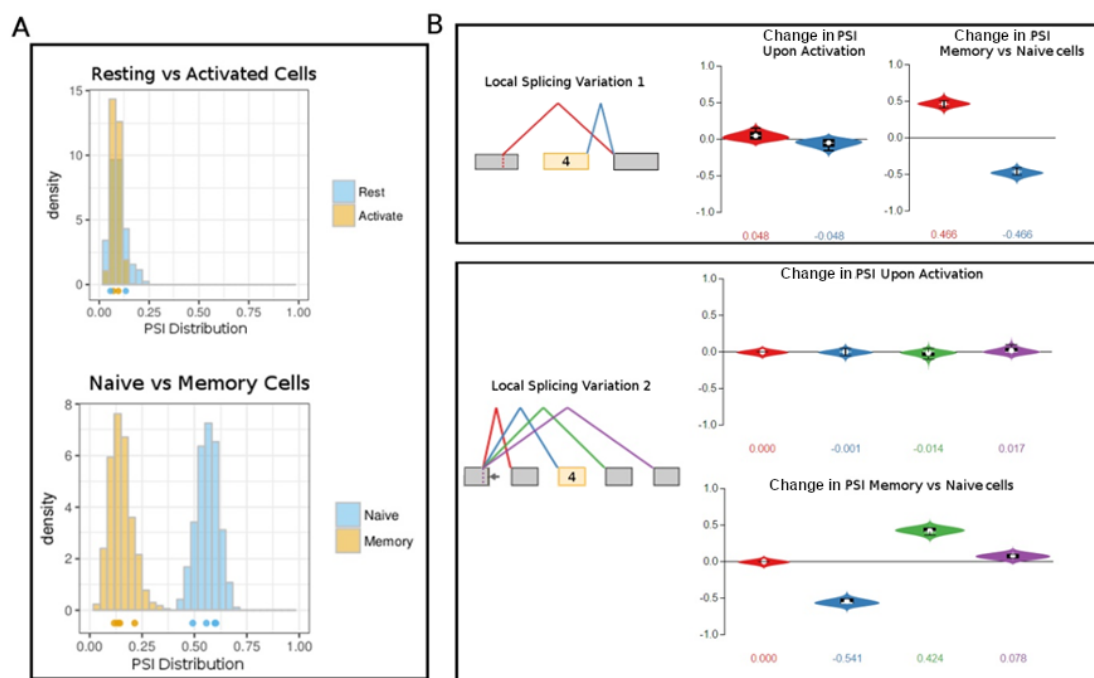 A
Resting vs Activated Cells
15
10
5
0
density
0.00 0.25 0.50 0.75 1.00
PSI Distribution
Rest
Activate
Naive vs Memory Cells
8
6
4
2
0
density
0.00 0.25 0.50 0.75 1.00
PSI Distribution
Naive
Memory
B
Local Splicing Variation 1
4
Change in PSI
Upon Activation
1.0
0.5
0.0
-0.5
-1.0
0.048 -0.048
Change in PSI
Memory vs Naive cells
1.0
0.5
0.0
-0.5
-1.0
0.466 -0.466
Local Splicing Variation 2
4
Change in PSI Upon Activation
1.0
0.5
0.0
-0.5
-1.0
0.000 -0.001 -0.014 0.017
Change in PSI Memory vs Naive cells
1.0
0.5
0.0
-0.5
-1.0
0.000 -0.541 0.424 0.078